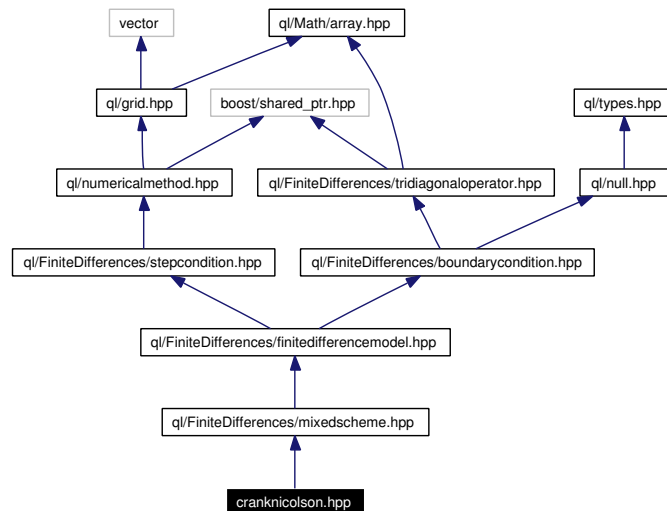 vector
ql/Math/array.hpp
ql/grid.hpp
boost/shared_ptr.hpp
ql/types.hpp
ql/numericalmethod.hpp
ql/FiniteDifferences/tridiagonaloperator.hpp
ql/null.hpp
ql/FiniteDifferences/stepcondition.hpp
ql/FiniteDifferences/boundarycondition.hpp
ql/FiniteDifferences/finitedifferencemodel.hpp
ql/FiniteDifferences/mixedscheme.hpp
cranknicolson.hpp